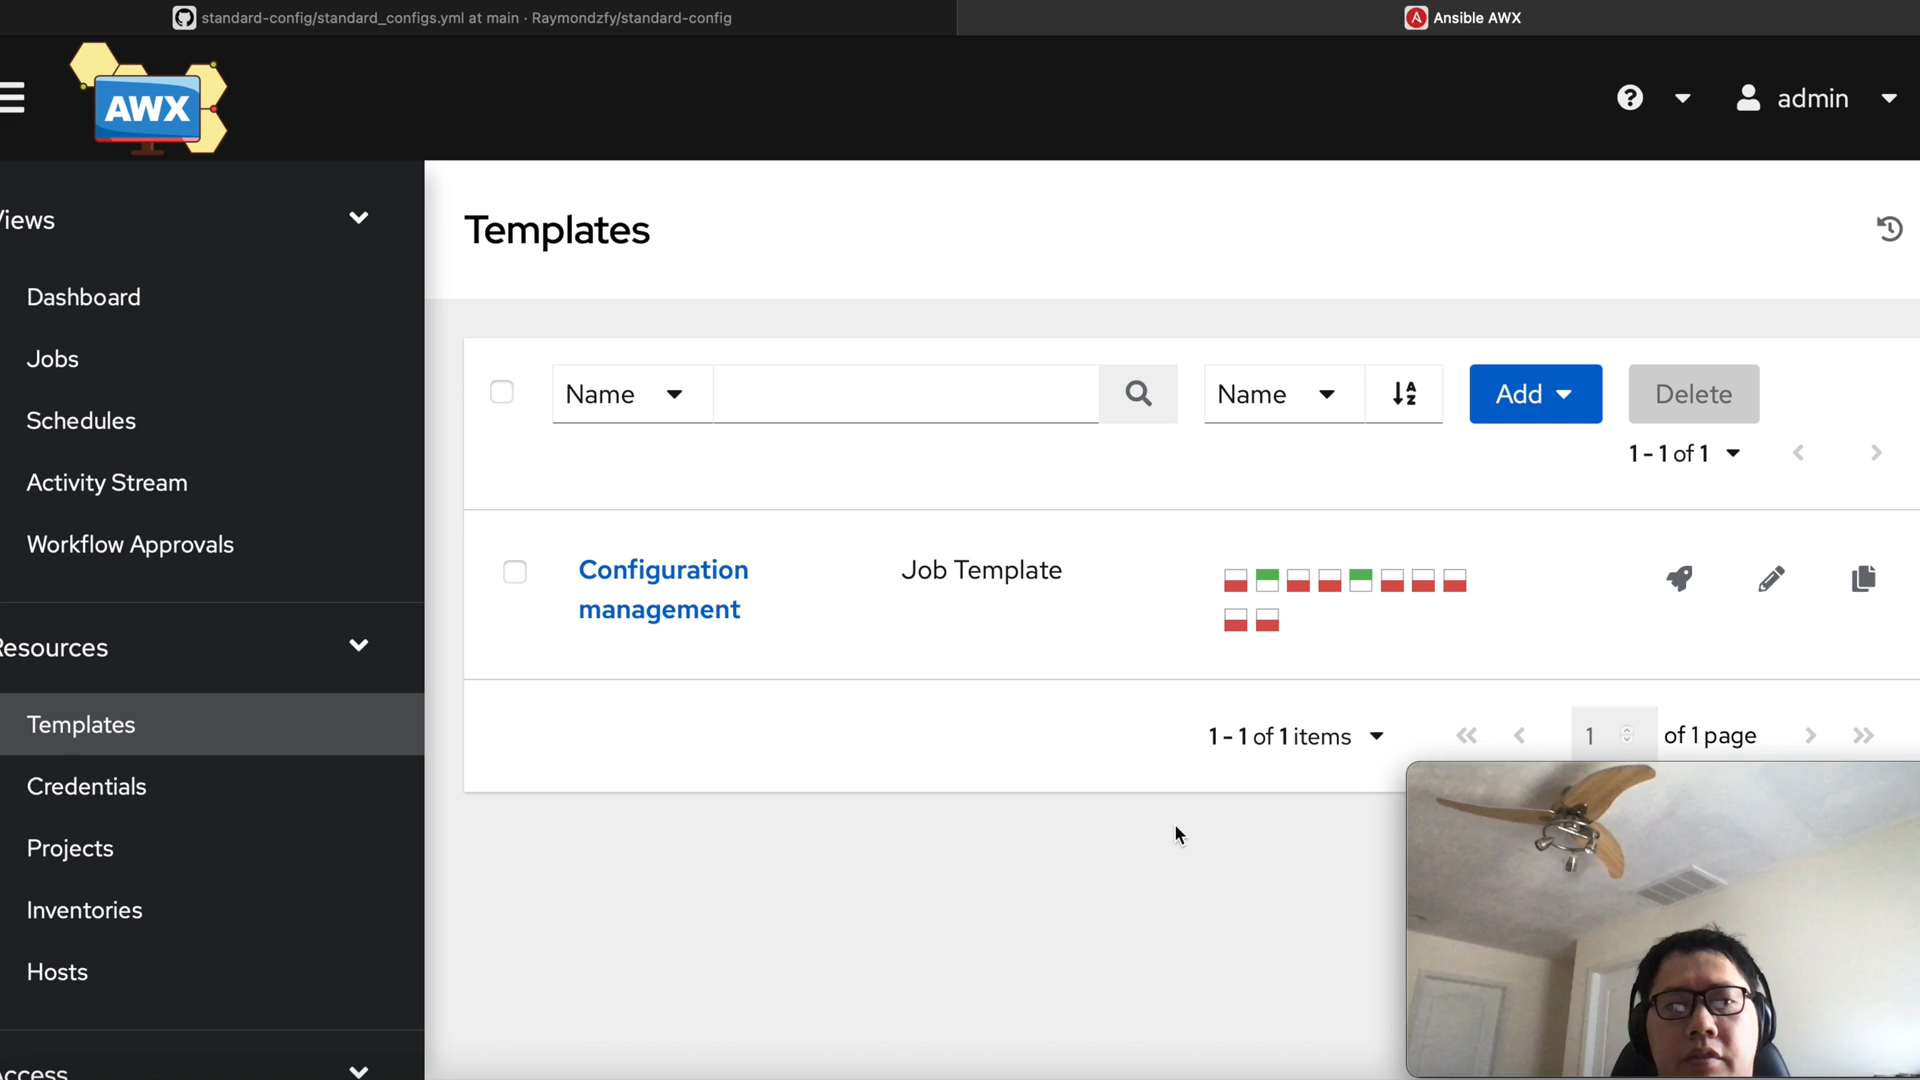 standard-config/standard_configs.yml at main · Raymondzfy/standard-config
Ansible AWX
AWX
admin
Views
Dashboard
Jobs
Schedules
Activity Stream
Workflow Approvals
Resources
Templates
Credentials
Projects
Inventories
Hosts
Access
Templates
Name
Name
Add
Delete
1 - 1 of 1
Configuration
management
Job Template
1 - 1 of 1 items
1
of 1 page